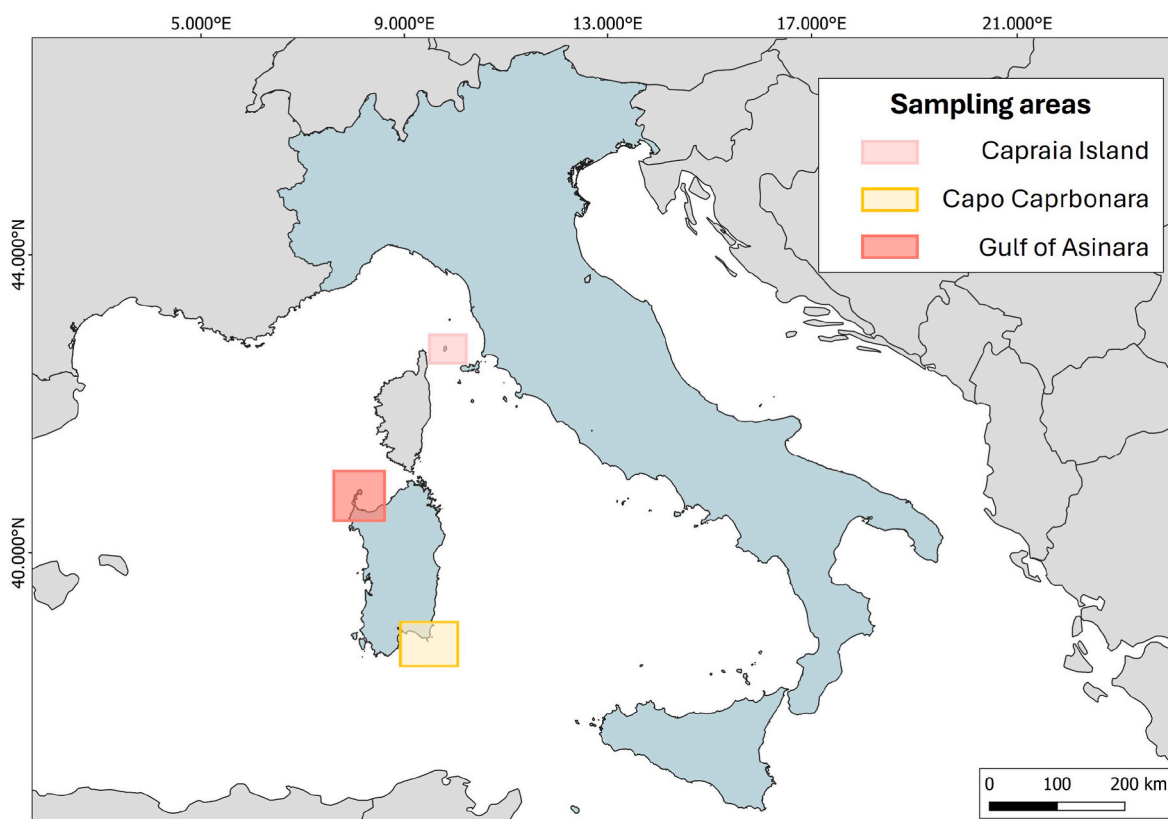 5.000°E 9.000°E 13.000°E 17.000°E 21.000°E
Sampling areas
Capraia Island
Capo Caprbonara
Gulf of Asinara
44.000°N
40.000°N
0 100 200 km